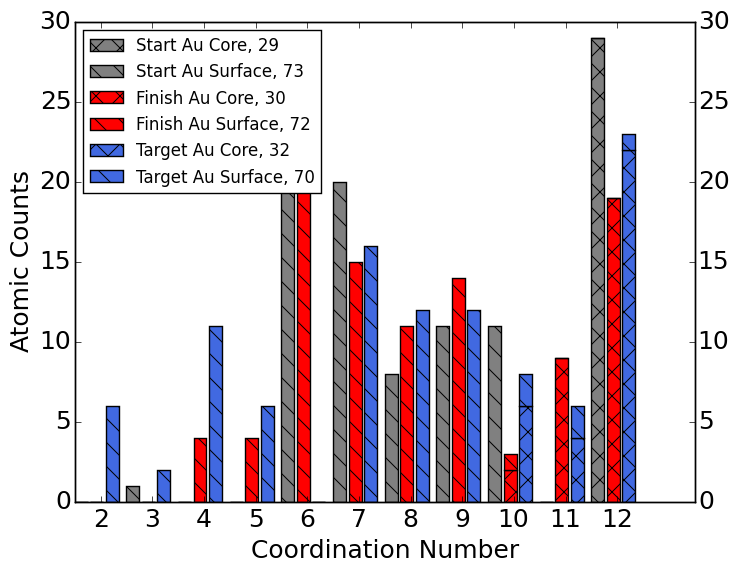 30
25
20
15
10
5
0
Atomic Counts
Start Au Core, 29
Start Au Surface, 73
Finish Au Core, 30
Finish Au Surface, 72
Target Au Core, 32
Target Au Surface, 70
30
25
20
15
10
5
0
2 3 4 5 6 7 8 9 10 11 12
Coordination Number